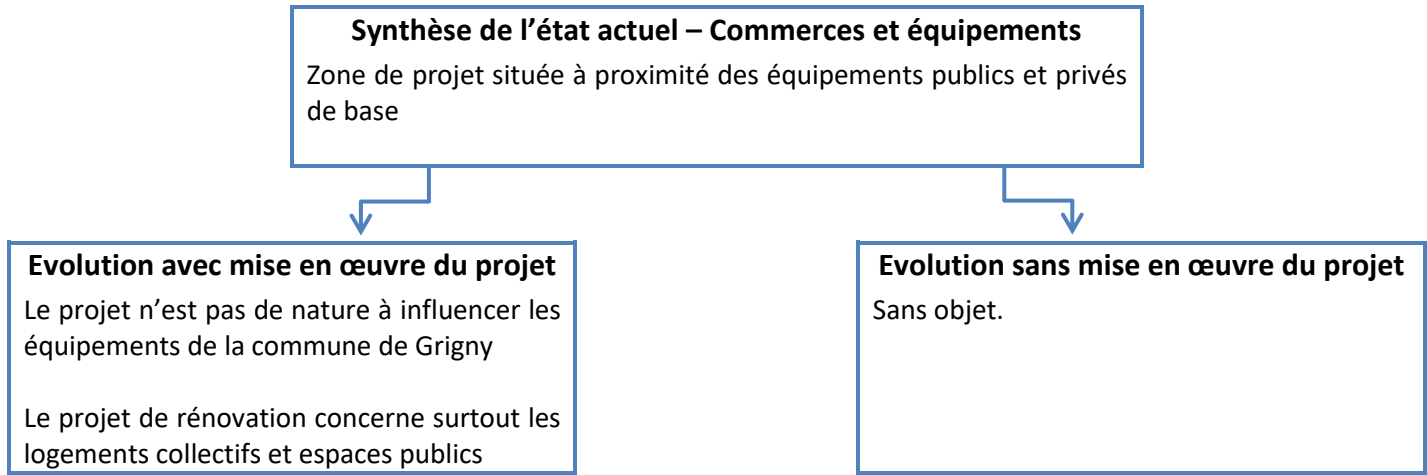 Synthèse de l’état actuel – Commerces et équipements
Zone de projet située à proximité des équipements publics et privés
de base
Evolution avec mise en œuvre du projet
Le projet n’est pas de nature à influencer les
équipements de la commune de Grigny
Le projet de rénovation concerne surtout les
logements collectifs et espaces publics
Evolution sans mise en œuvre du projet
Sans objet.